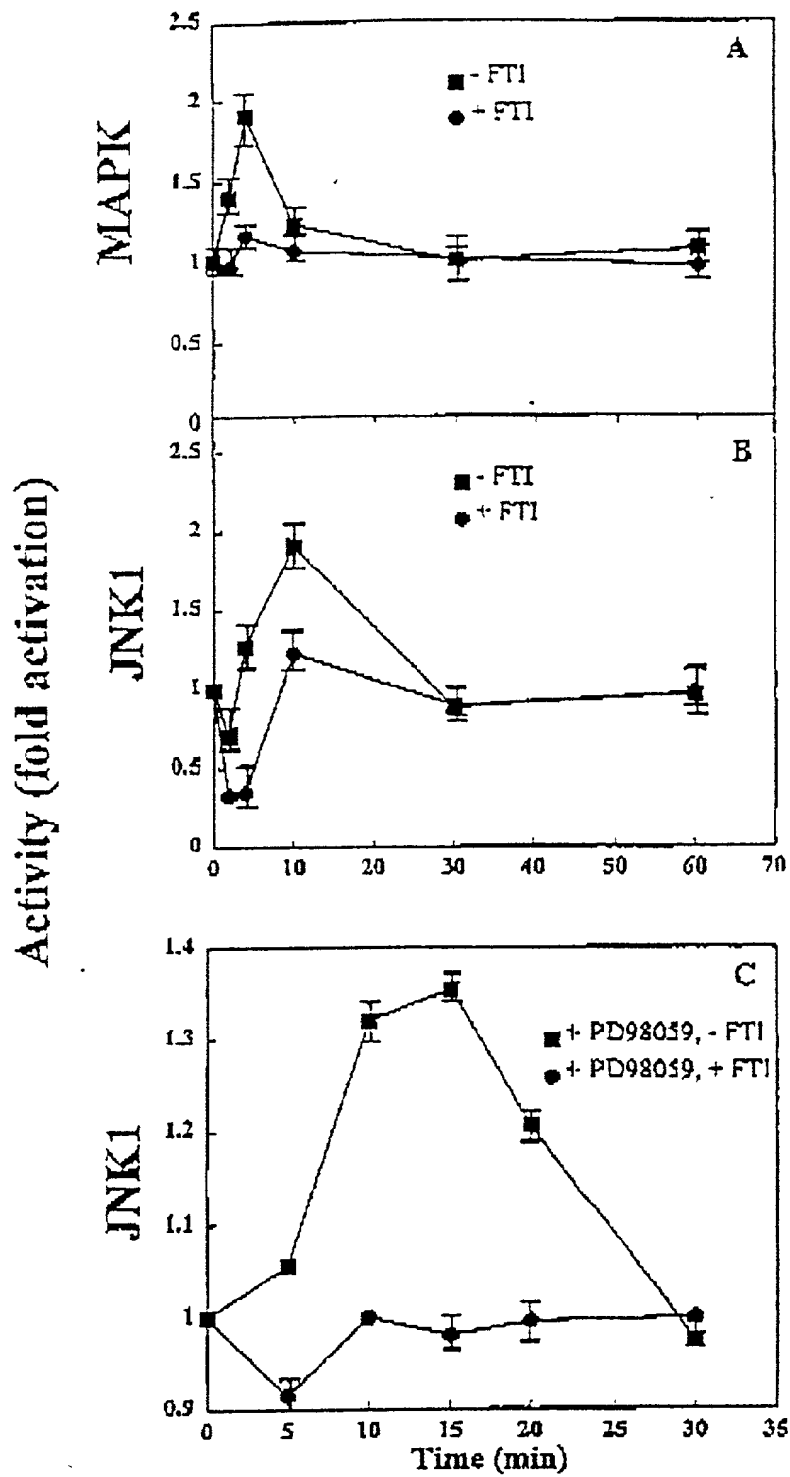 A
2.5
2
1.5
1
0.5
0
MAPK
- FTI
+ FTI
B
2.5
2
1.5
1
0.5
0
JNK1
- FTI
+ FTI
0 10 20 30 40 50 60 70
Activity (fold activation)
C
1.4
1.3
1.2
1.1
1
0.9
JNK1
+ PD98059, - FTI
+ PD98059, + FTI
0 5 10 15 20 25 30 35
Time (min)